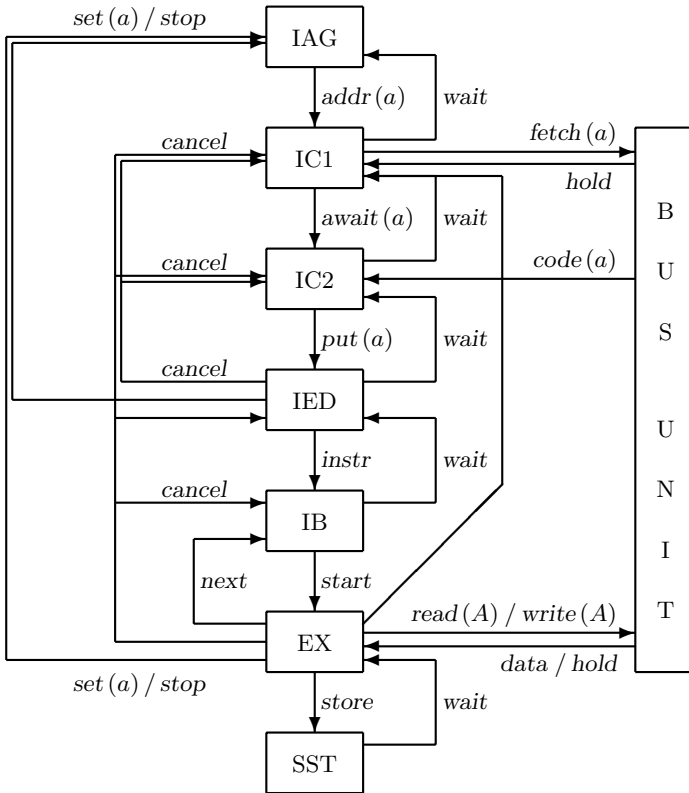 set (a) / stop
IAG
addr (a)
wait
cancel
IC1
fetch (a)
hold
await (a)
wait
cancel
IC2
code (a)
put (a)
wait
cancel
IED
instr
wait
cancel
IB
next
start
EX
read (A) / write (A)
data / hold
set (a) / stop
store
wait
SST
B
U
S
U
N
I
T